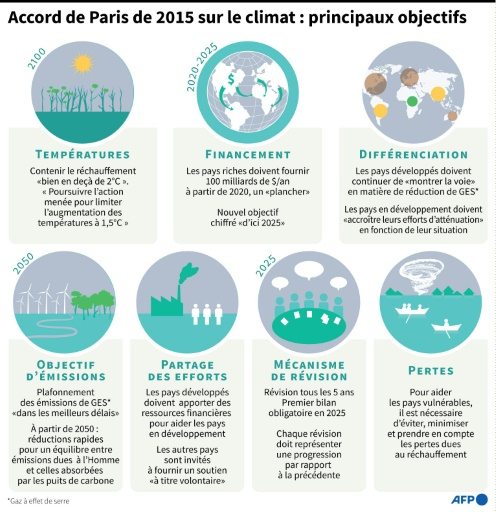 Accord de Paris de 2015 sur le climat : principaux objectifs
2100
TEMPÉRATURES
Contenir le réchauffement
«bien en deçà de 2°C ».
« Poursuivre l'action
menée pour limiter
l'augmentation des
températures à 1,5°C »
2020-2025
$
FINANCEMENT
Les pays riches doivent fournir
100 milliards de $/an
à partir de 2020, un «plancher»
Nouvel objectif
chiffré «d'ici 2025»
DIFFÉRENCIATION
Les pays développés doivent
continuer de «montrer la voie»
en matière de réduction de GES*
Les pays en développement doivent
«accroître leurs efforts d'atténuation»
en fonction de leur situation
2050
OBJECTIF
D'ÉMISSIONS
Plafonnement
des émissions de GES*
«dans les meilleurs délais»
À partir de 2050 :
réductions rapides
pour un équilibre entre
émissions dues à l'Homme
et celles absorbées
par les puits de carbone
PARTAGE
DES EFFORTS
Les pays développés
doivent apporter des
ressources financières
pour aider les pays
en développement
Les autres pays
sont invités
à fournir un soutien
«à titre volontaire»
2025
MÉCANISME
DE RÉVISION
Révision tous les 5 ans
Premier bilan
obligatoire en 2025
Chaque révision
doit représenter
une progression
par rapport
à la précédente
PERTES
Pour aider
les pays vulnérables,
il est nécessaire
d'éviter, minimiser
et prendre en compte
les pertes dues
au réchauffement
*Gaz à effet de serre
AFP